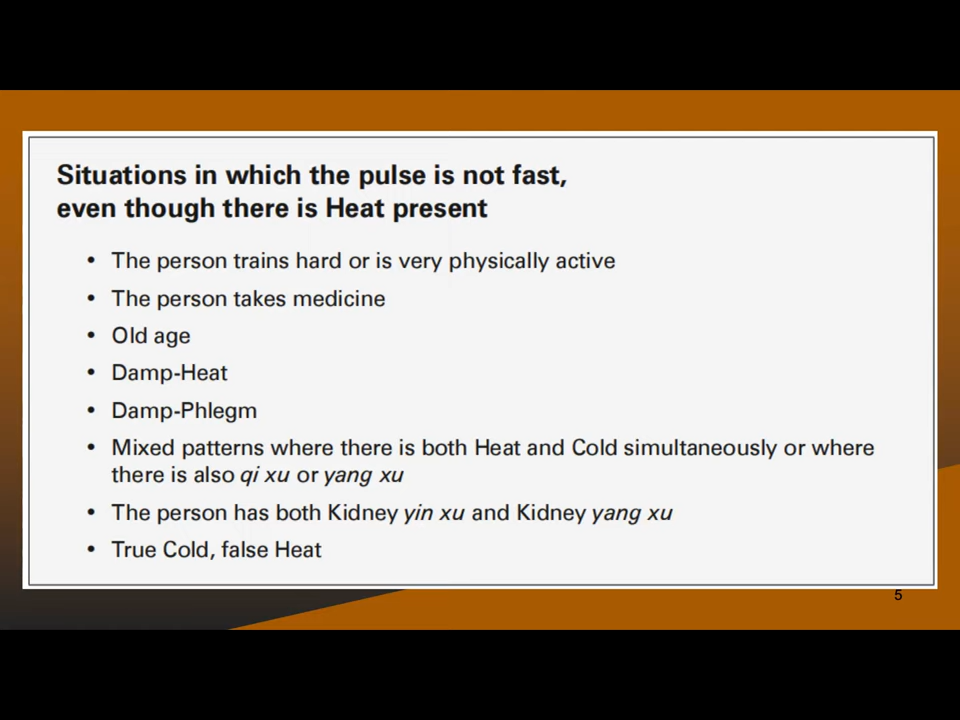 Situations in which the pulse is not fast,
even though there is Heat present
• The person trains hard or is very physically active
• The person takes medicine
• Old age
• Damp-Heat
• Damp-Phlegm
• Mixed patterns where there is both Heat and Cold simultaneously or where
there is also qi xu or yang xu
• The person has both Kidney yin xu and Kidney yang xu
• True Cold, false Heat
5